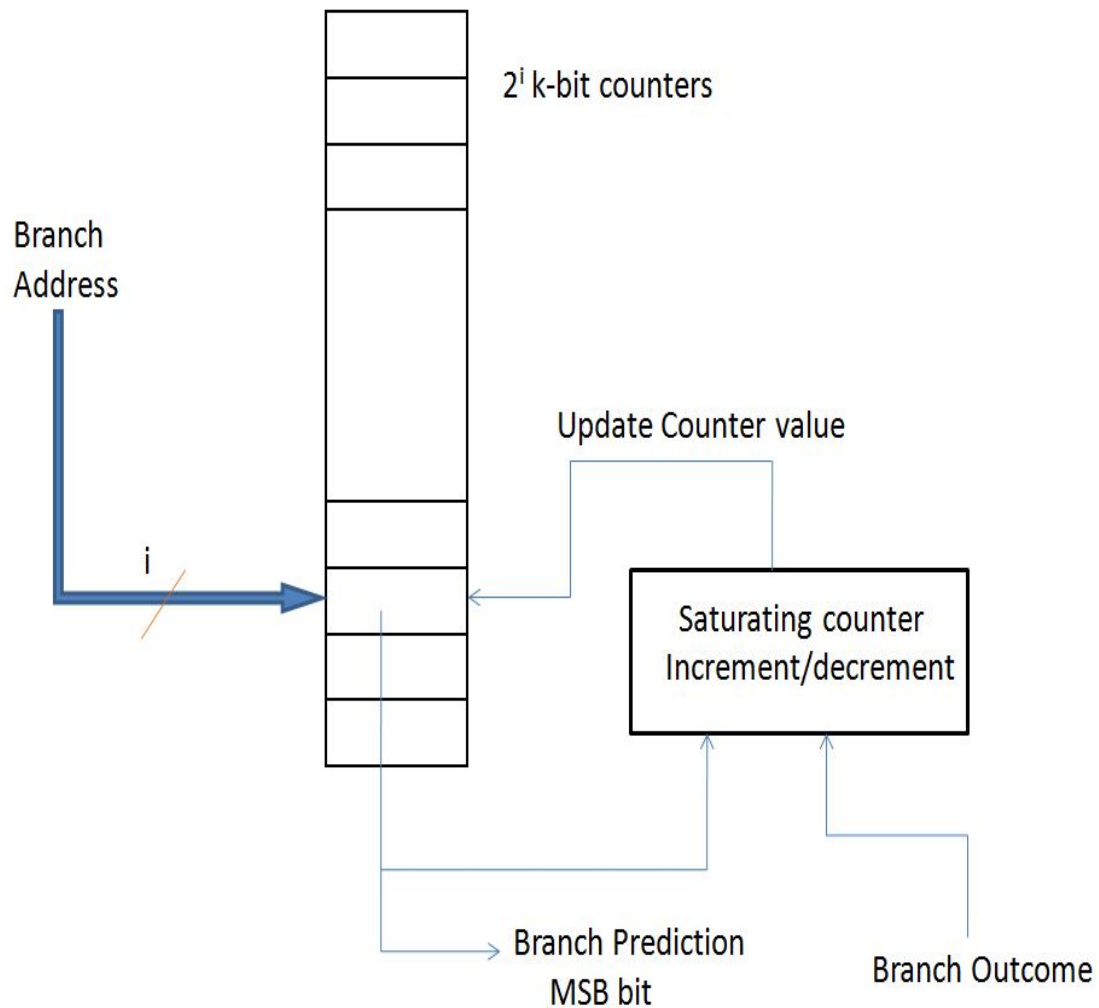 2ⁱ k-bit counters
Branch
Address
Update Counter value
i
Saturating counter
Increment/decrement
Branch Prediction
MSB bit
Branch Outcome